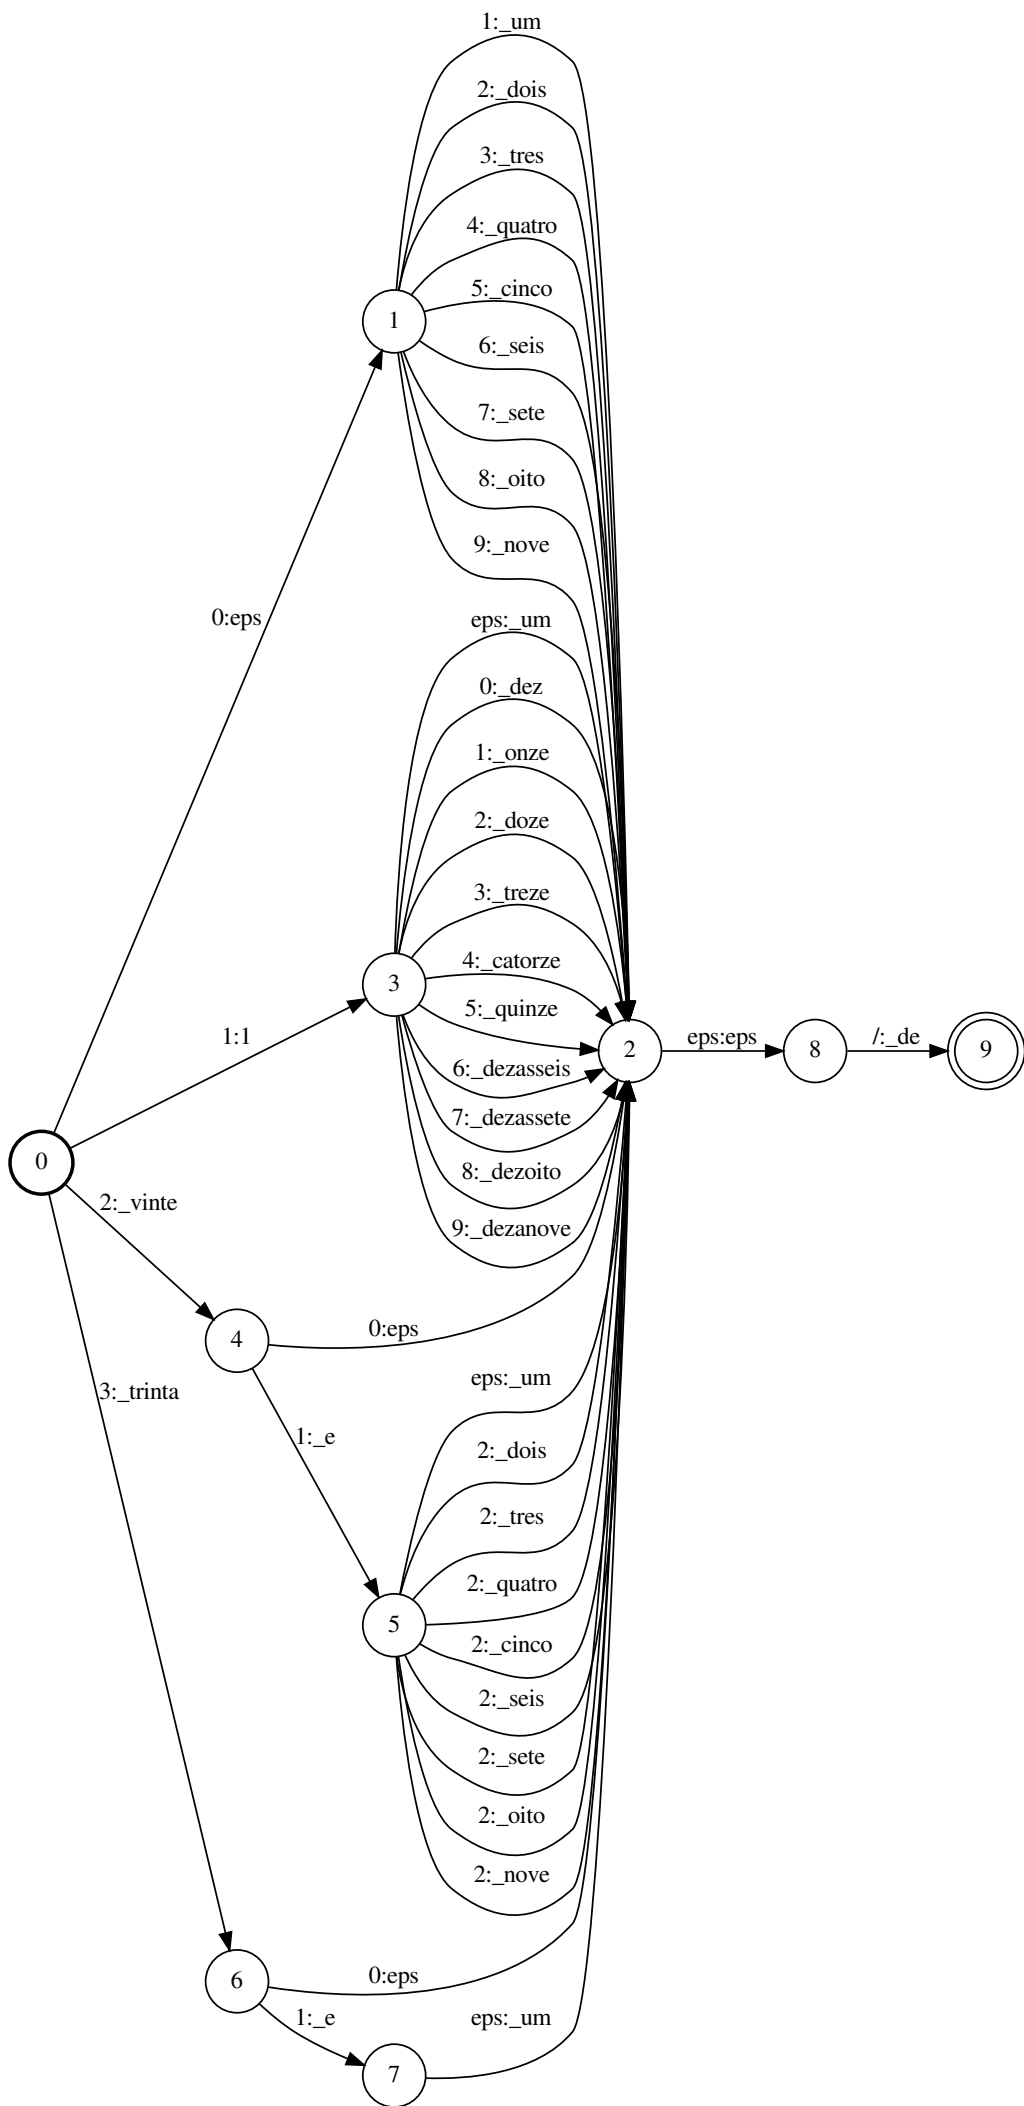 1:_um
2:_dois
3:_tres
4:_quatro
5:_cinco
1
6:_seis
7:_sete
8:_oito
9:_nove
0:eps
eps:_um
0:_dez
1:_onze
2:_doze
3:_treze
4:_catorze
3
5:_quinze
1:1
2
eps:eps
8
/:_de
9
6:_dezasseis
7:_dezassete
0
8:_dezoito
2:_vinte
9:_dezanove
4
0:eps
3:_trinta
eps:_um
1:_e
2:_dois
2:_tres
2:_quatro
5
2:_cinco
2:_seis
2:_sete
2:_oito
2:_nove
6
0:eps
1:_e
eps:_um
7